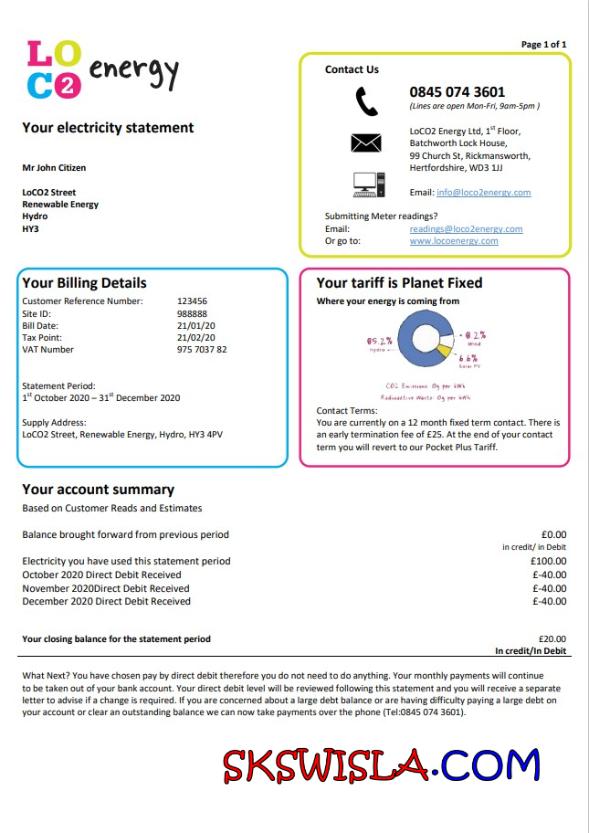 Page 1 of 1
LO
CO2 energy
Contact Us
0845 074 3601
(Lines are open Mon-Fri, 9am-5pm )
LoCO2 Energy Ltd, 1st Floor,
Batchworth Lock House,
99 Church St, Rickmansworth,
Hertfordshire, WD3 1JJ
Email: info@loco2energy.com
Submitting Meter readings?
Email: readings@loco2energy.com
Or go to: www.locoenergy.com
Your electricity statement
Mr John Citizen
LoCO2 Street
Renewable Energy
Hydro
HY3
Your Billing Details
Customer Reference Number: 123456
Site ID: 988888
Bill Date: 21/01/20
Tax Point: 21/02/20
VAT Number 975 7037 82
Statement Period:
1st October 2020 – 31st December 2020
Supply Address:
LoCO2 Street, Renewable Energy, Hydro, HY3 4PV
Your tariff is Planet Fixed
Where your energy is coming from
85.2%
Hydro
8.2%
Wind
6.6%
Solar PV
CO2 Emissions 0g per kWh
Radioactive Waste 0g per kWh
Contact Terms:
You are currently on a 12 month fixed term contact. There is
an early termination fee of £25. At the end of your contact
term you will revert to our Pocket Plus Tariff.
Your account summary
Based on Customer Reads and Estimates
Balance brought forward from previous period £0.00
in credit/ in Debit
Electricity you have used this statement period £100.00
October 2020 Direct Debit Received £-40.00
November 2020Direct Debit Received £-40.00
December 2020 Direct Debit Received £-40.00
Your closing balance for the statement period £20.00
In credit/In Debit
What Next? You have chosen pay by direct debit therefore you do not need to do anything. Your monthly payments will continue
to be taken out of your bank account. Your direct debit level will be reviewed following this statement and you will receive a separate
letter to advise if a change is required. If you are concerned about a large debt balance or are having difficulty paying a large debt on
your account or clear an outstanding balance we can now take payments over the phone (Tel:0845 074 3601).
SKSWISLA.COM